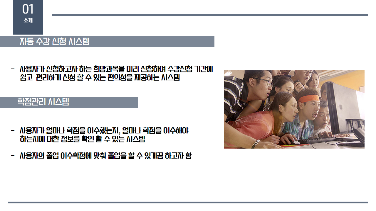 01
소개
자동 수강 신청 시스템
- 사용자가 신청하고자 하는 희망과목을 미리 신청하여 수강신청 기간에
쉽고 편리하게 신청 할 수 있는 편의성을 제공하는 시스템
학점관리 시스템
- 사용자가 얼마나 학점을 이수했는지, 얼마나 학점을 이수해야
하는지에 대한 정보를 확인 할 수 있는 시스템
- 사용자의 졸업 이수학점에 맞춰 졸업을 할 수 있게끔 하고자 함